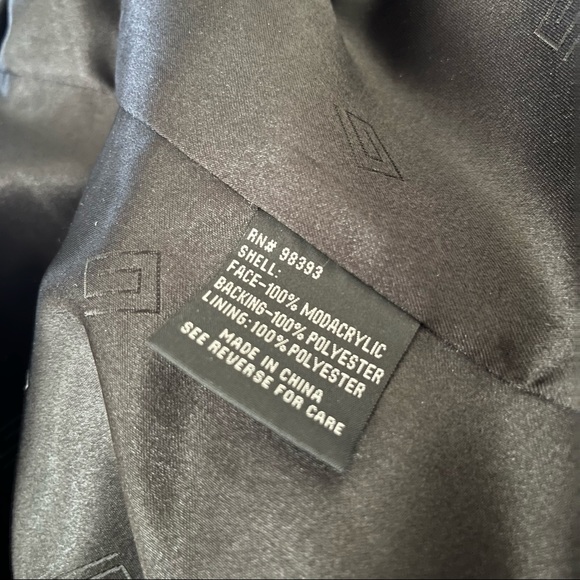 RN# 98393
SHELL:
FACE-100% MODACRYLIC
BACKING-100% POLYESTER
LINING:100% POLYESTER
MADE IN CHINA
SEE REVERSE FOR CARE